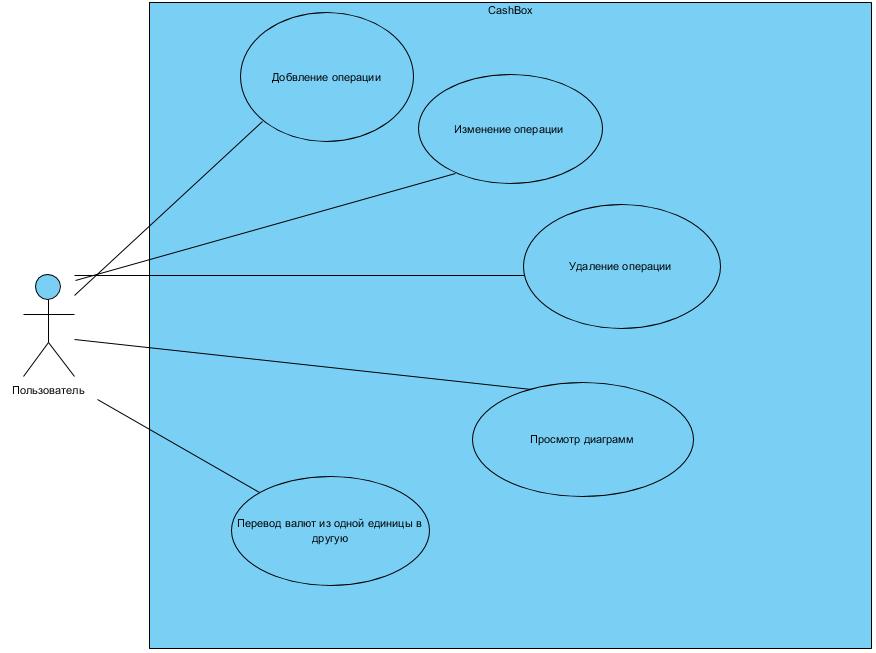 CashBox
Добвление операции
Изменение операции
Удаление операции
Пользователь
Просмотр диаграмм
Перевод валют из одной единицы в
другую